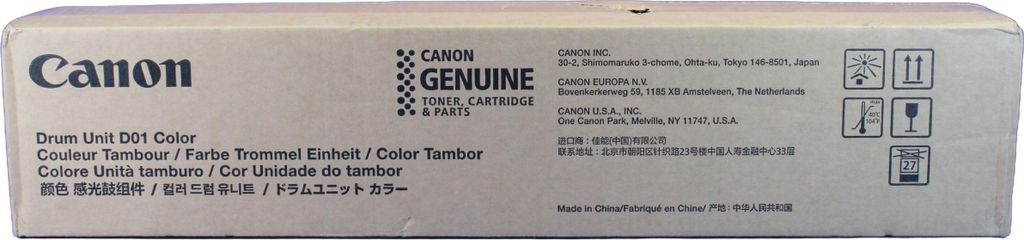 Canon
Drum Unit D01 Color
Couleur Tambour / Farbe Trommel Einheit / Color Tambor
Colore Unità tamburo / Cor Unidade do tambor
颜色 感光鼓组件 / 컬러 드럼 유니트 / ドラムユニット カラー
CANON
GENUINE
TONER, CARTRIDGE
& PARTS
CANON INC.
30-2, Shimomaruko 3-chome, Ohta-ku, Tokyo 146-8501, Japan
CANON EUROPA N.V.
Bovenkerkerweg 59, 1185 XB Amstelveen, The Netherlands
CANON U.S.A., INC.
One Canon Park, Melville, NY 11747, U.S.A.
进口商：佳能(中国)有限公司
联系地址：北京市朝阳区针织路23号楼中国人寿金融中心33层
Made in China/Fabriqué en Chine/ 产地：中华人民共和国
max
40°C
104°F
27